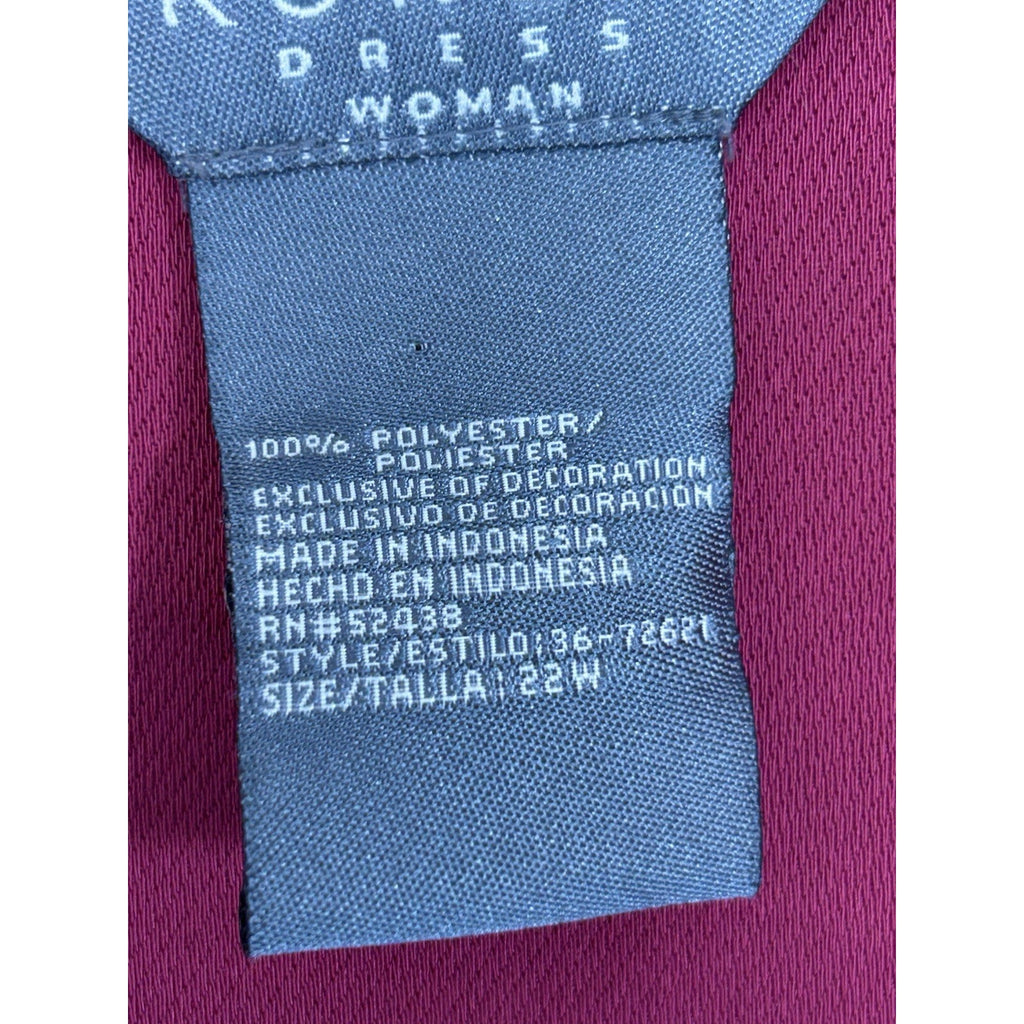 DRESS
WOMAN
100% POLYESTER/
POLIESTER
EXCLUSIVE OF DECORATION
EXCLUSIVO DE DECORACIÓN
MADE IN INDONESIA
HECHO EN INDONESIA
RN#52438
STYLE/ESTILO:36-72621
SIZE/TALLA: 22W